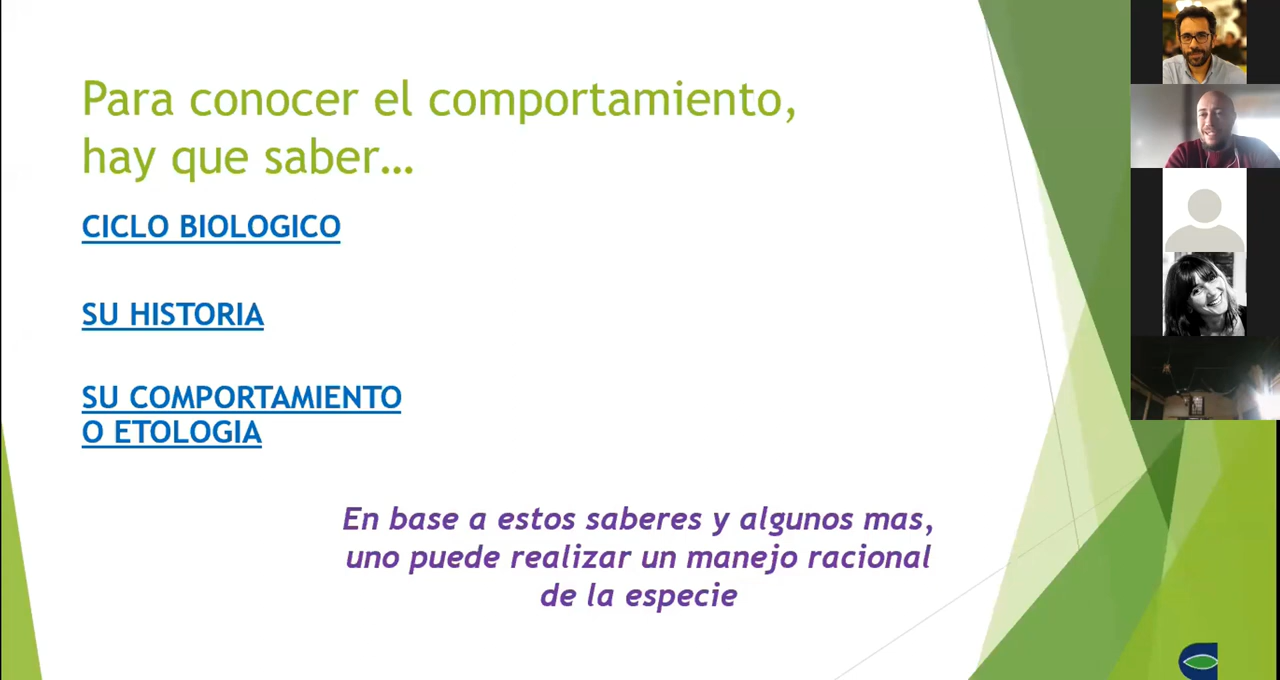 Para conocer el comportamiento,
hay que saber...
CICLO BIOLOGICO
SU HISTORIA
SU COMPORTAMIENTO
O ETOLOGIA
En base a estos saberes y algunos mas,
uno puede realizar un manejo racional
de la especie